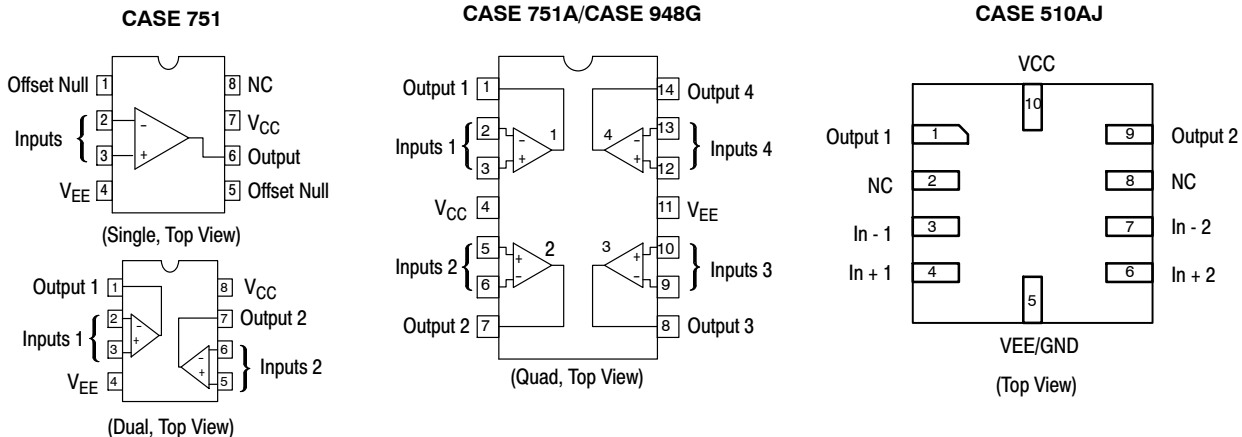 CASE 751
Offset Null 1
8 NC
2
Inputs {
−
7 VCC
3
+
6 Output
VEE 4
5 Offset Null
(Single, Top View)
Output 1 1
8 VCC
2
−
7 Output 2
Inputs 1
3
+
−
6
Inputs 2
VEE 4
+
5
(Dual, Top View)
CASE 751A/CASE 948G
Output 1 1
14 Output 4
2
−
1
4
−
13
Inputs 1
Inputs 4
3
+
+
12
VCC 4
11 VEE
5
+
2
3
+
10
Inputs 2
Inputs 3
6
−
−
9
Output 2 7
8 Output 3
(Quad, Top View)
CASE 510AJ
VCC
10
Output 1 1
9 Output 2
NC 2
8 NC
In - 1 3
7 In - 2
In + 1 4
6 In + 2
5
VEE/GND
(Top View)